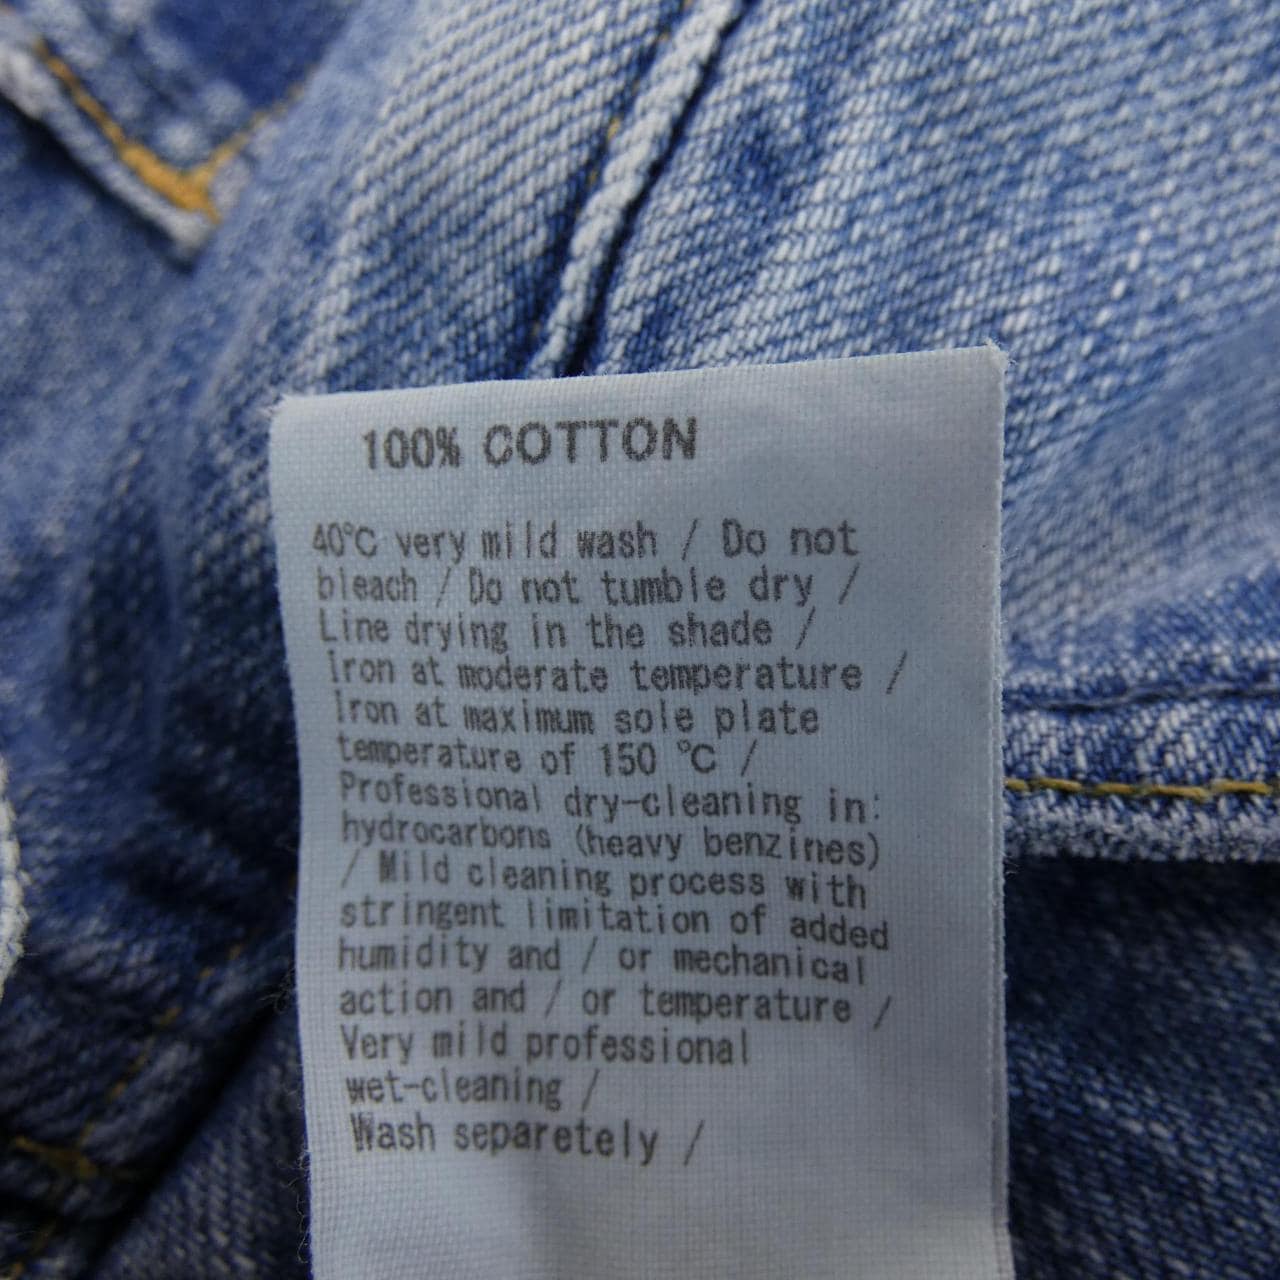 100% COTTON
40°C very mild wash / Do not
bleach / Do not tumble dry /
Line drying in the shade /
Iron at moderate temperature /
Iron at maximum sole plate
temperature of 150 ℃ /
Professional dry-cleaning in:
hydrocarbons (heavy benzines)
/ Mild cleaning process with
stringent limitation of added
humidity and / or mechanical
action and / or temperature /
Very mild professional
wet-cleaning /
Wash separetely /